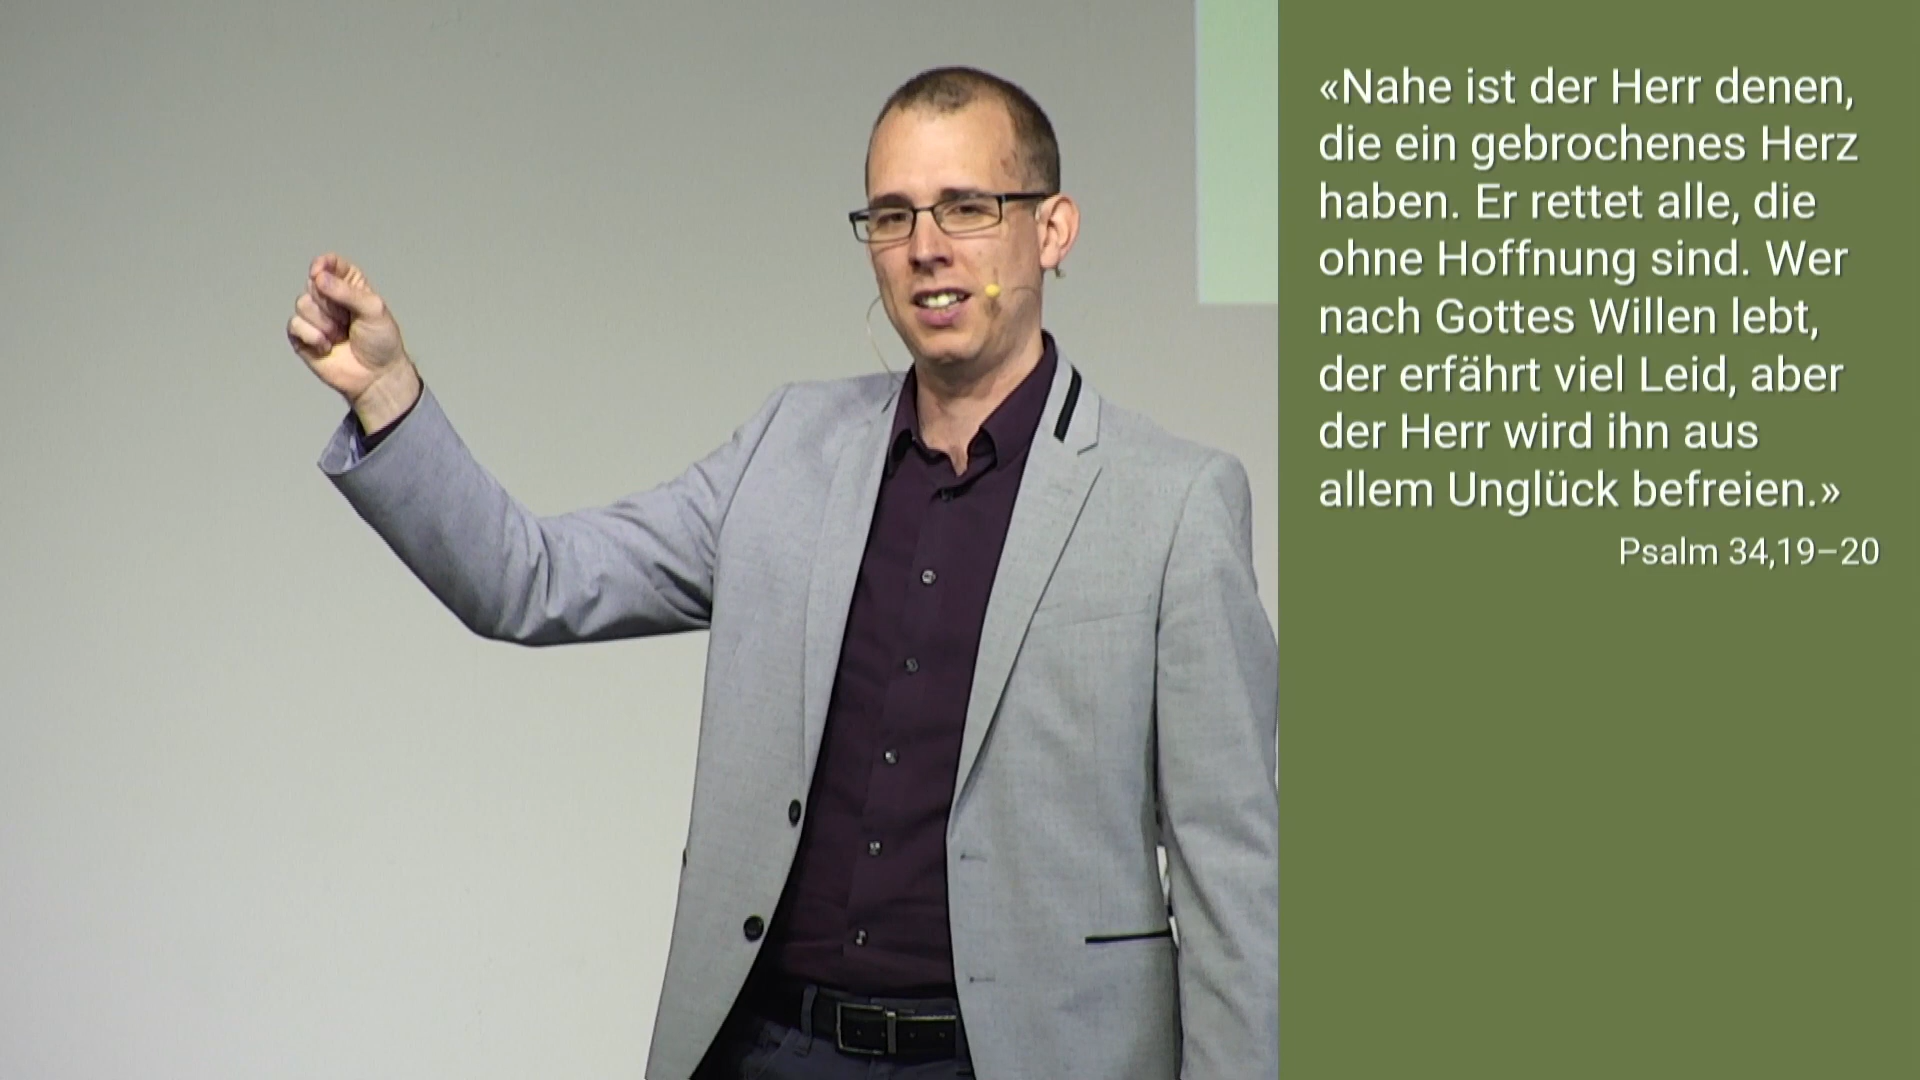 «Nahe ist der Herr denen,
die ein gebrochenes Herz
haben. Er rettet alle, die
ohne Hoffnung sind. Wer
nach Gottes Willen lebt,
der erfährt viel Leid, aber
der Herr wird ihn aus
allem Unglück befreien.»
Psalm 34,19–20